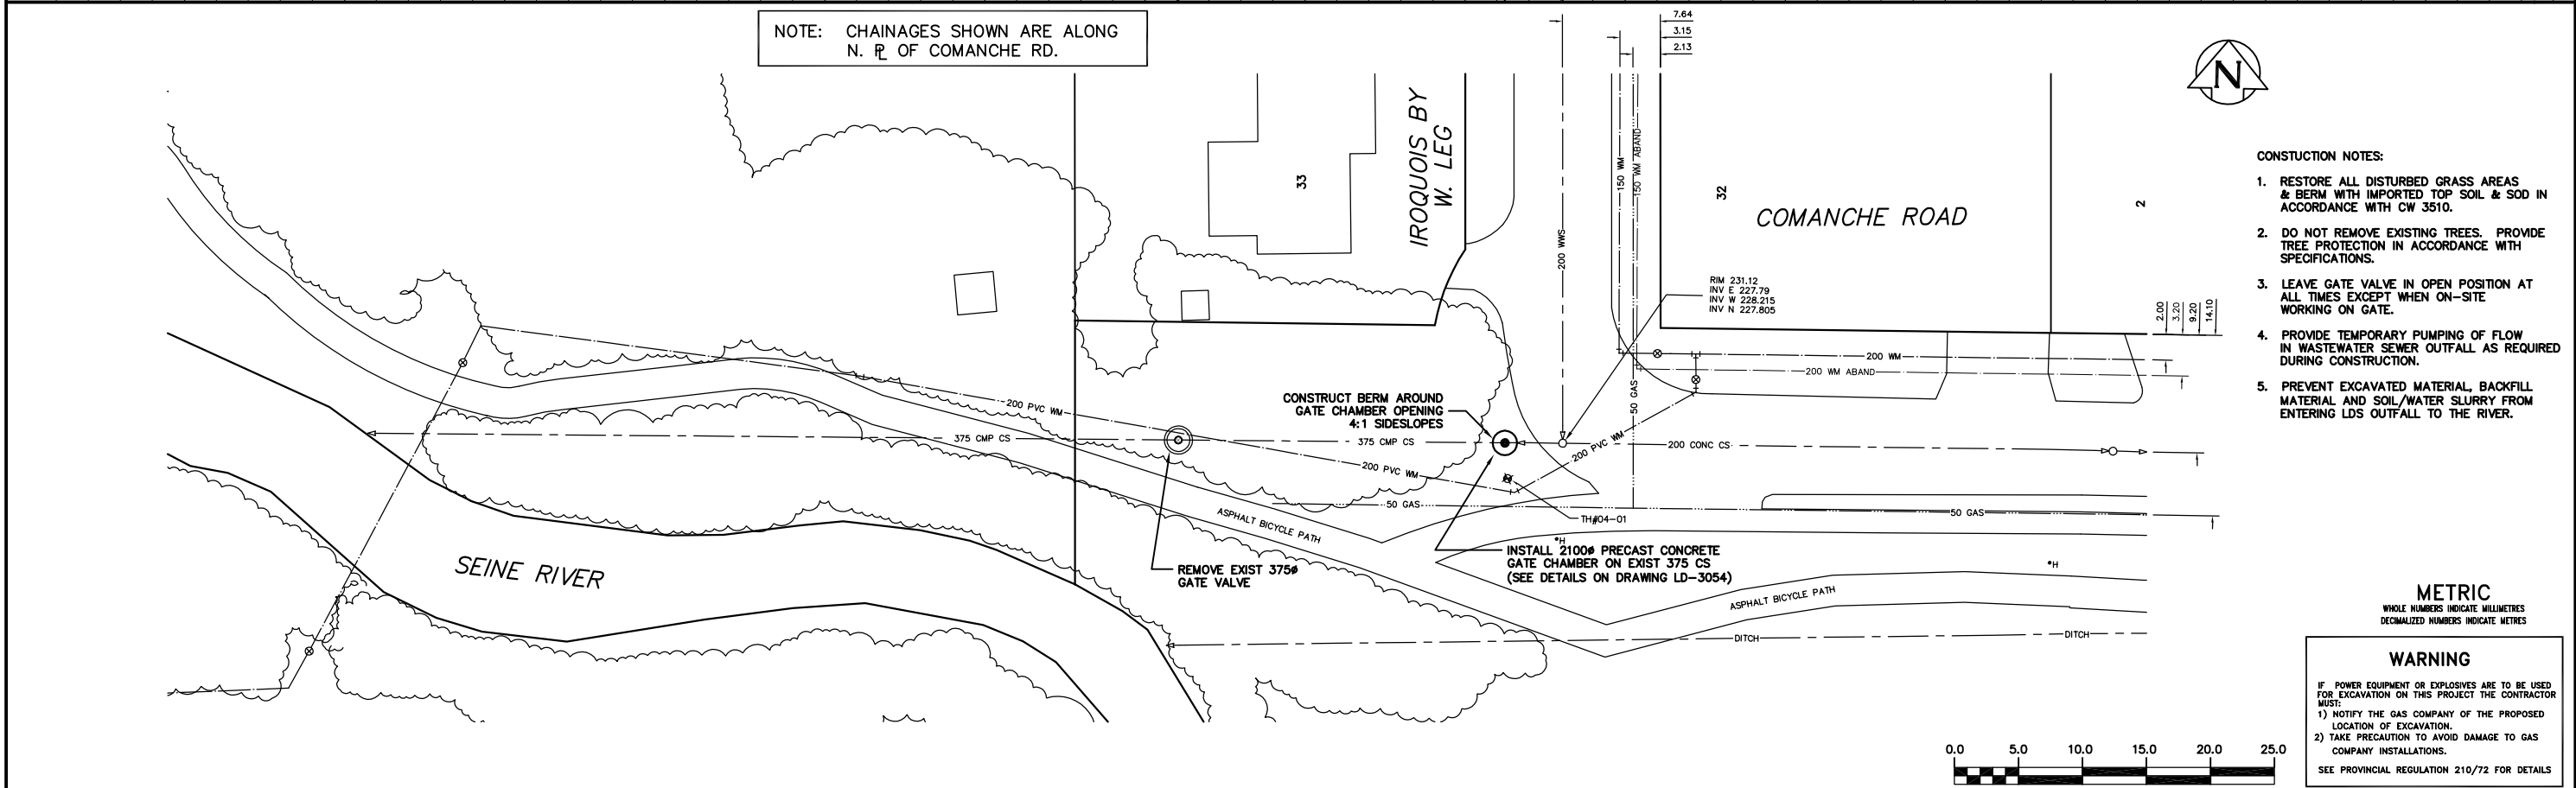 NOTE: CHAINAGES SHOWN ARE ALONG
N. ⅊ OF COMANCHE RD.
7.64
3.15
2.13
N
IROQUOIS BY
W. LEG
33
32
2
COMANCHE ROAD
150 WM
150 WM ABAND
200 WWS
RIM 231.12
INV E 227.79
INV W 228.215
INV N 227.805
2.00
3.20
9.20
14.10
200 WM
200 WM ABAND
50 GAS
200 PVC WM
375 CMP CS
CONSTRUCT BERM AROUND
GATE CHAMBER OPENING
4:1 SIDESLOPES
375 CMP CS
200 PVC WM
200 PVC WM
200 CONC CS
50 GAS
50 GAS
TH#04-01
ASPHALT BICYCLE PATH
SEINE RIVER
REMOVE EXIST 375ø
GATE VALVE
H
INSTALL 2100ø PRECAST CONCRETE
GATE CHAMBER ON EXIST 375 CS
(SEE DETAILS ON DRAWING LD-3054)
H
ASPHALT BICYCLE PATH
DITCH
DITCH
CONSTUCTION NOTES:
1. RESTORE ALL DISTURBED GRASS AREAS
& BERM WITH IMPORTED TOP SOIL & SOD IN
ACCORDANCE WITH CW 3510.
2. DO NOT REMOVE EXISTING TREES. PROVIDE
TREE PROTECTION IN ACCORDANCE WITH
SPECIFICATIONS.
3. LEAVE GATE VALVE IN OPEN POSITION AT
ALL TIMES EXCEPT WHEN ON-SITE
WORKING ON GATE.
4. PROVIDE TEMPORARY PUMPING OF FLOW
IN WASTEWATER SEWER OUTFALL AS REQUIRED
DURING CONSTRUCTION.
5. PREVENT EXCAVATED MATERIAL, BACKFILL
MATERIAL AND SOIL/WATER SLURRY FROM
ENTERING LDS OUTFALL TO THE RIVER.
METRIC
WHOLE NUMBERS INDICATE MILLIMETRES
DECIMALIZED NUMBERS INDICATE METRES
WARNING
IF POWER EQUIPMENT OR EXPLOSIVES ARE TO BE USED
FOR EXCAVATION ON THIS PROJECT THE CONTRACTOR
MUST:
1) NOTIFY THE GAS COMPANY OF THE PROPOSED
LOCATION OF EXCAVATION.
2) TAKE PRECAUTION TO AVOID DAMAGE TO GAS
COMPANY INSTALLATIONS.
SEE PROVINCIAL REGULATION 210/72 FOR DETAILS
0.0 5.0 10.0 15.0 20.0 25.0